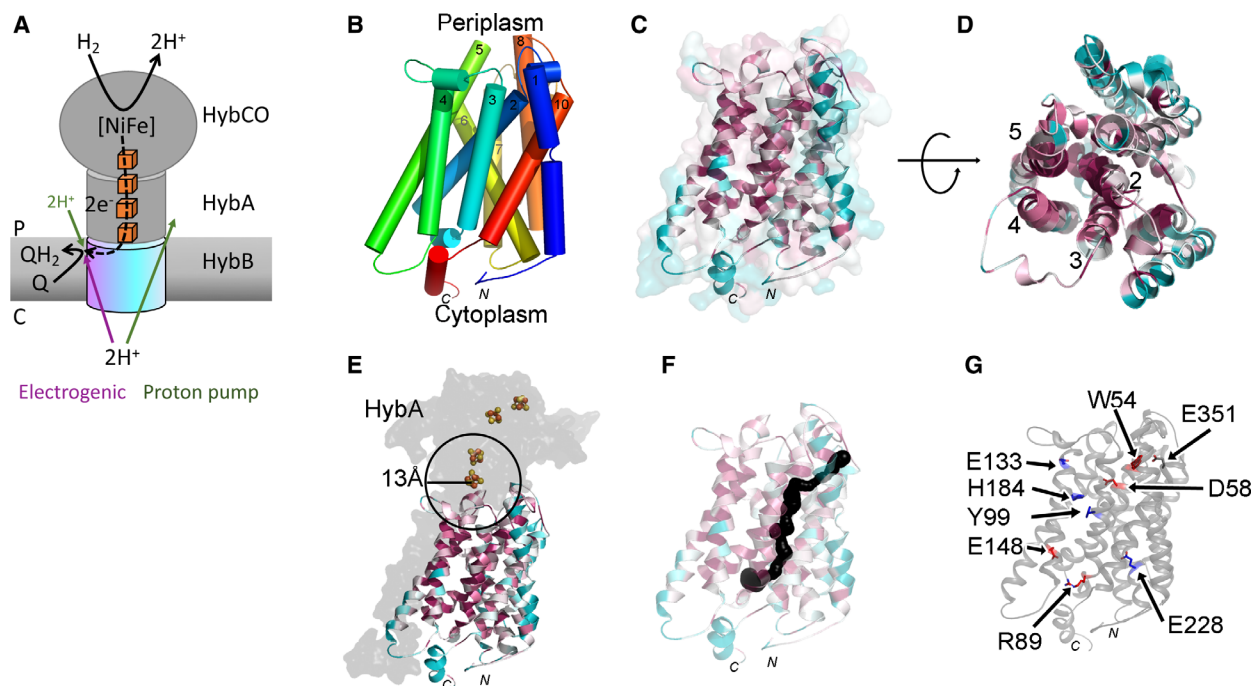 A
H2
2H+
[NiFe]
HybCO
2H+
2e-
HybA
P
QH2
Q
HybB
C
2H+
Electrogenic
Proton pump
B
Periplasm
5
8
1
4
3
2
10
6
7
C
N
Cytoplasm
C
C
N
D
5
2
4
3
E
HybA
13Å
C
N
F
C
N
G
W54
E351
E133
H184
D58
Y99
E148
R89
E228
C
N